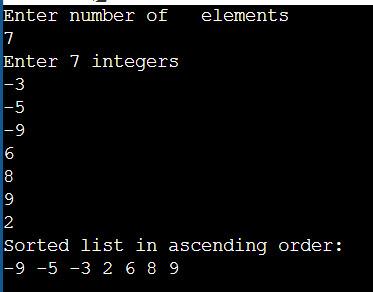 Enter number of   elements
7
Enter 7 integers
-3
-5
-9
6
8
9
2
Sorted list in ascending order:
-9 -5 -3 2 6 8 9